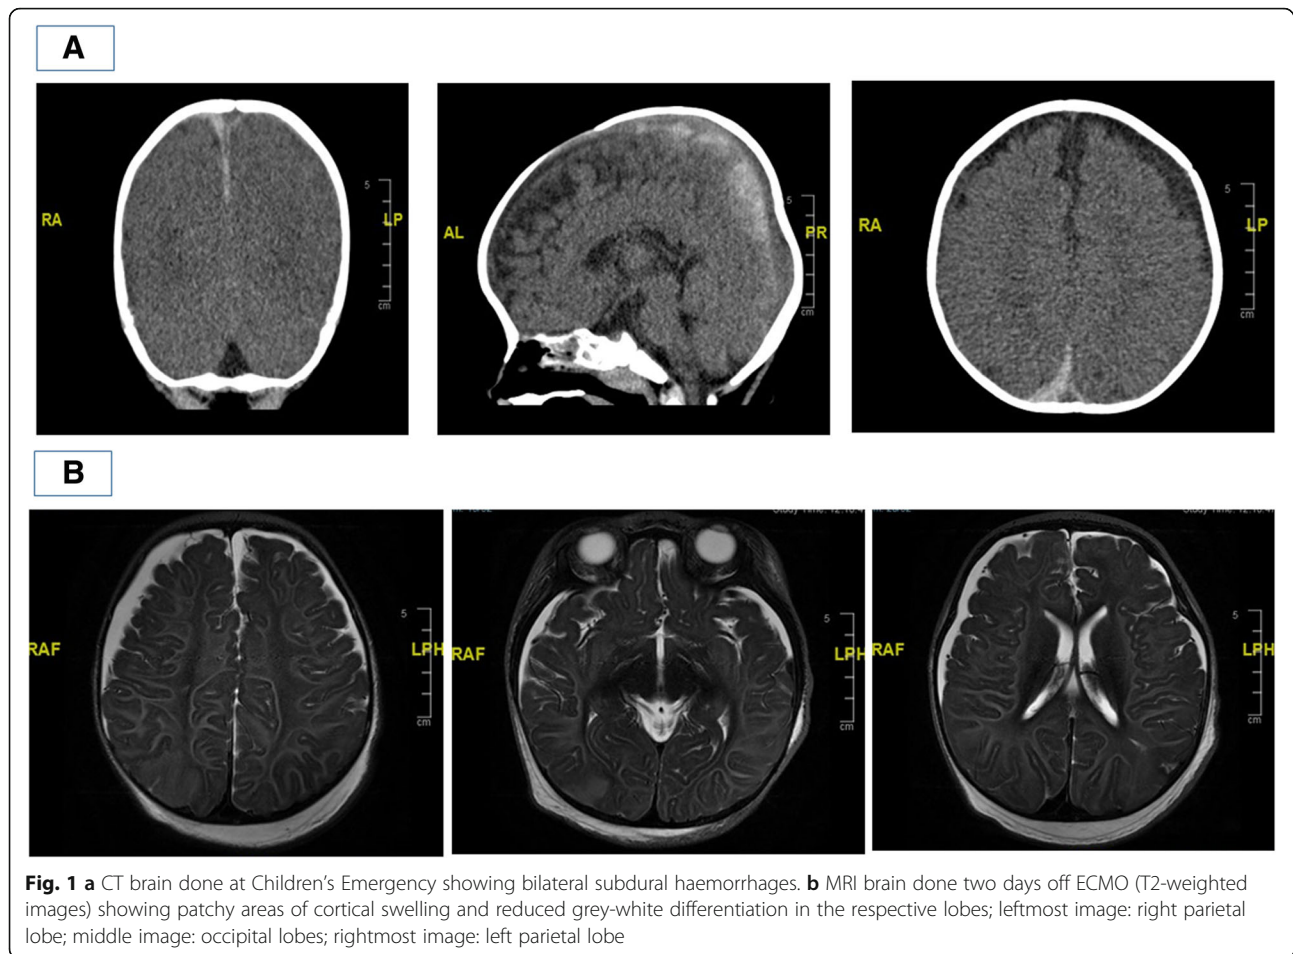 A
RA
5
LP
cm
AL
5
PR
cm
RA
5
LP
cm
B
RAF
5
LPH
cm
RAF
5
LPH
cm
RAF
5
LPH
cm
Fig. 1 a CT brain done at Children’s Emergency showing bilateral subdural haemorrhages. b MRI brain done two days off ECMO (T2-weighted
images) showing patchy areas of cortical swelling and reduced grey-white differentiation in the respective lobes; leftmost image: right parietal
lobe; middle image: occipital lobes; rightmost image: left parietal lobe